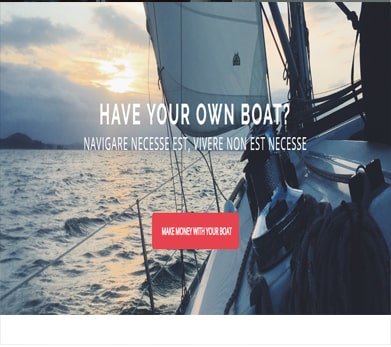 HAVE YOUR OWN BOAT?
NAVIGARE NECESSE EST, VIVERE NON EST NECESSE
MAKE MONEY WITH YOUR BOAT